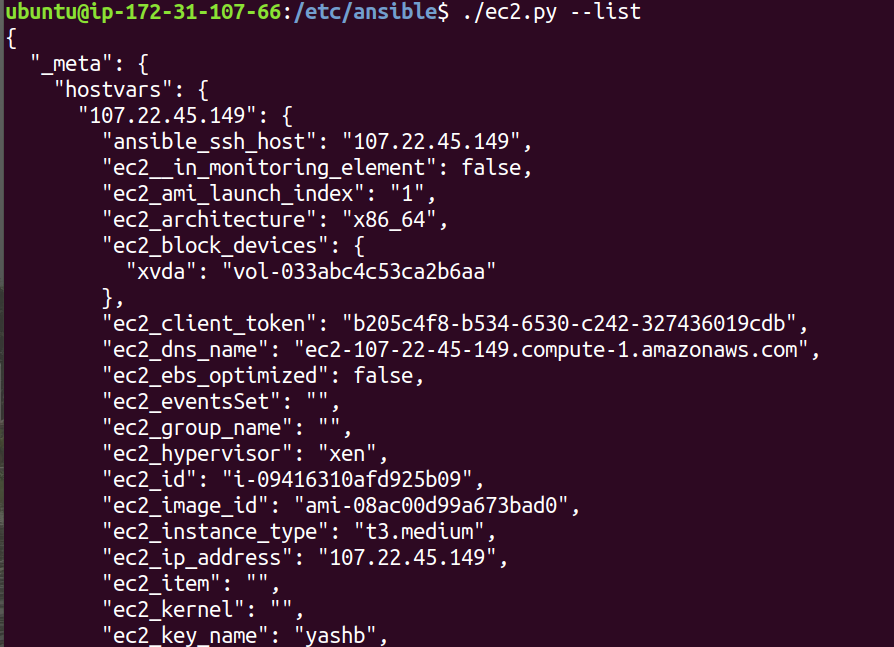 ubuntu@ip-172-31-107-66:/etc/ansible$ ./ec2.py --list
{
  "_meta": {
    "hostvars": {
      "107.22.45.149": {
        "ansible_ssh_host": "107.22.45.149",
        "ec2__in_monitoring_element": false,
        "ec2_ami_launch_index": "1",
        "ec2_architecture": "x86_64",
        "ec2_block_devices": {
          "xvda": "vol-033abc4c53ca2b6aa"
        },
        "ec2_client_token": "b205c4f8-b534-6530-c242-327436019cdb",
        "ec2_dns_name": "ec2-107-22-45-149.compute-1.amazonaws.com",
        "ec2_ebs_optimized": false,
        "ec2_eventsSet": "",
        "ec2_group_name": "",
        "ec2_hypervisor": "xen",
        "ec2_id": "i-09416310afd925b09",
        "ec2_image_id": "ami-08ac00d99a673bad0",
        "ec2_instance_type": "t3.medium",
        "ec2_ip_address": "107.22.45.149",
        "ec2_item": "",
        "ec2_kernel": "",
        "ec2_key_name": "yashb",